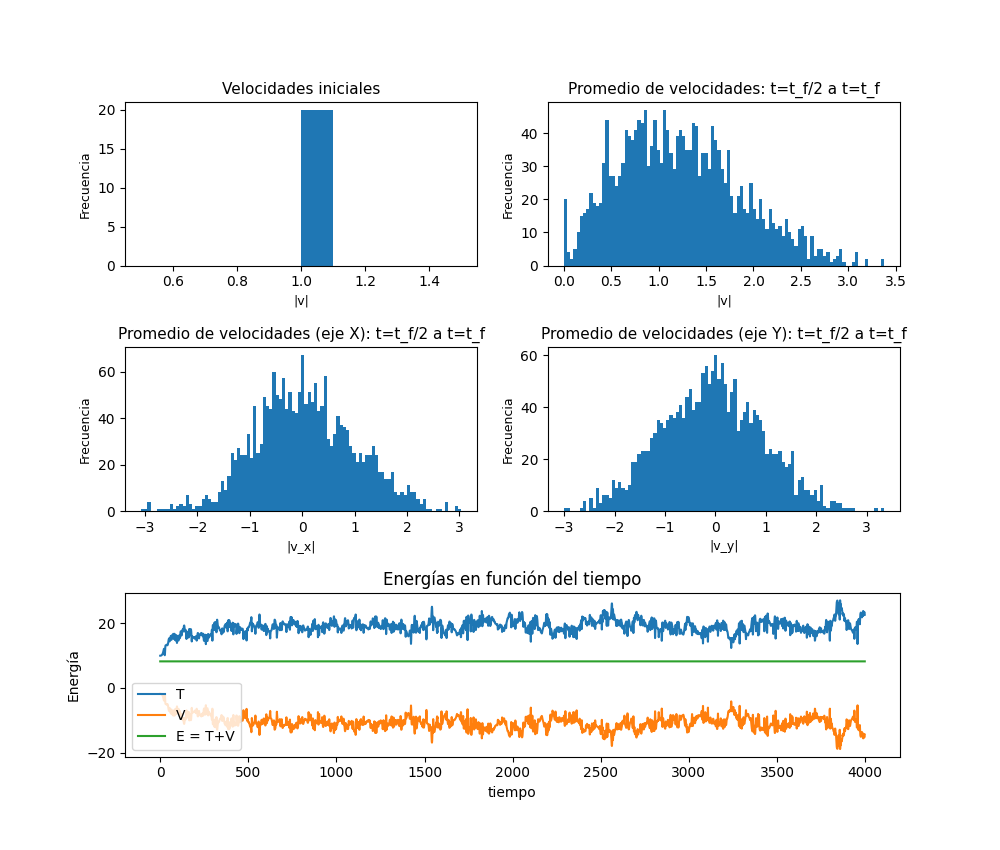 Velocidades iniciales
20
15
10
5
0
Frecuencia
0.6 0.8 1.0 1.2 1.4
|v|
Promedio de velocidades: t=t_f/2 a t=t_f
40
30
20
10
0
Frecuencia
0.0 0.5 1.0 1.5 2.0 2.5 3.0 3.5
|v|
Promedio de velocidades (eje X): t=t_f/2 a t=t_f
60
40
20
0
Frecuencia
−3 −2 −1 0 1 2 3
|v_x|
Promedio de velocidades (eje Y): t=t_f/2 a t=t_f
60
40
20
0
Frecuencia
−3 −2 −1 0 1 2 3
|v_y|
Energías en función del tiempo
20
0
−20
Energía
T
V
E = T+V
0 500 1000 1500 2000 2500 3000 3500 4000
tiempo